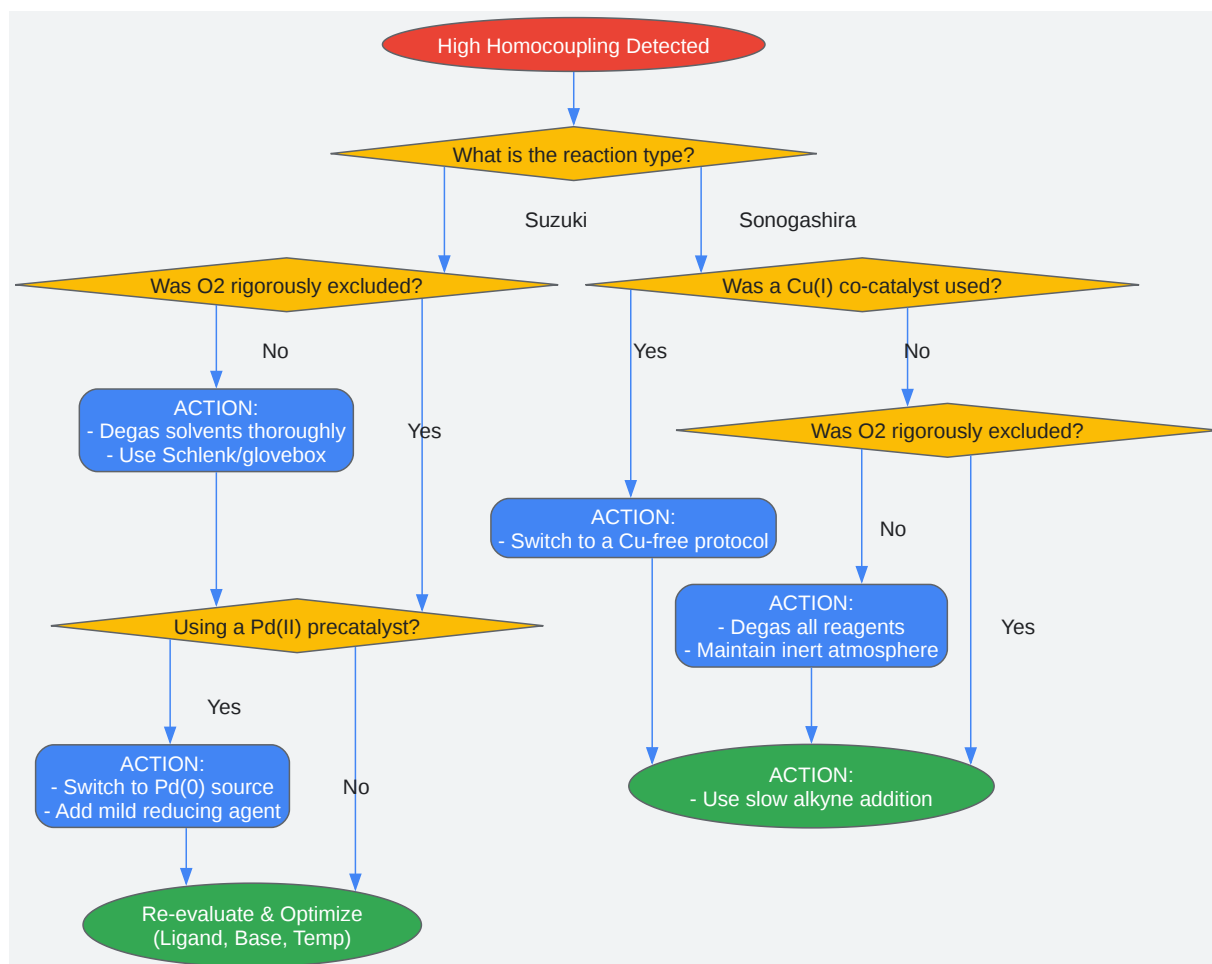 High Homocoupling Detected
What is the reaction type?
Suzuki
Sonogashira
Was O2 rigorously excluded?
Was a Cu(I) co-catalyst used?
No
Yes
No
ACTION:
- Degas solvents thoroughly
- Use Schlenk/glovebox
Yes
Was O2 rigorously excluded?
ACTION:
- Switch to a Cu-free protocol
No
ACTION:
- Degas all reagents
- Maintain inert atmosphere
Yes
Using a Pd(II) precatalyst?
Yes
ACTION:
- Switch to Pd(0) source
- Add mild reducing agent
No
ACTION:
- Use slow alkyne addition
Re-evaluate & Optimize
(Ligand, Base, Temp)